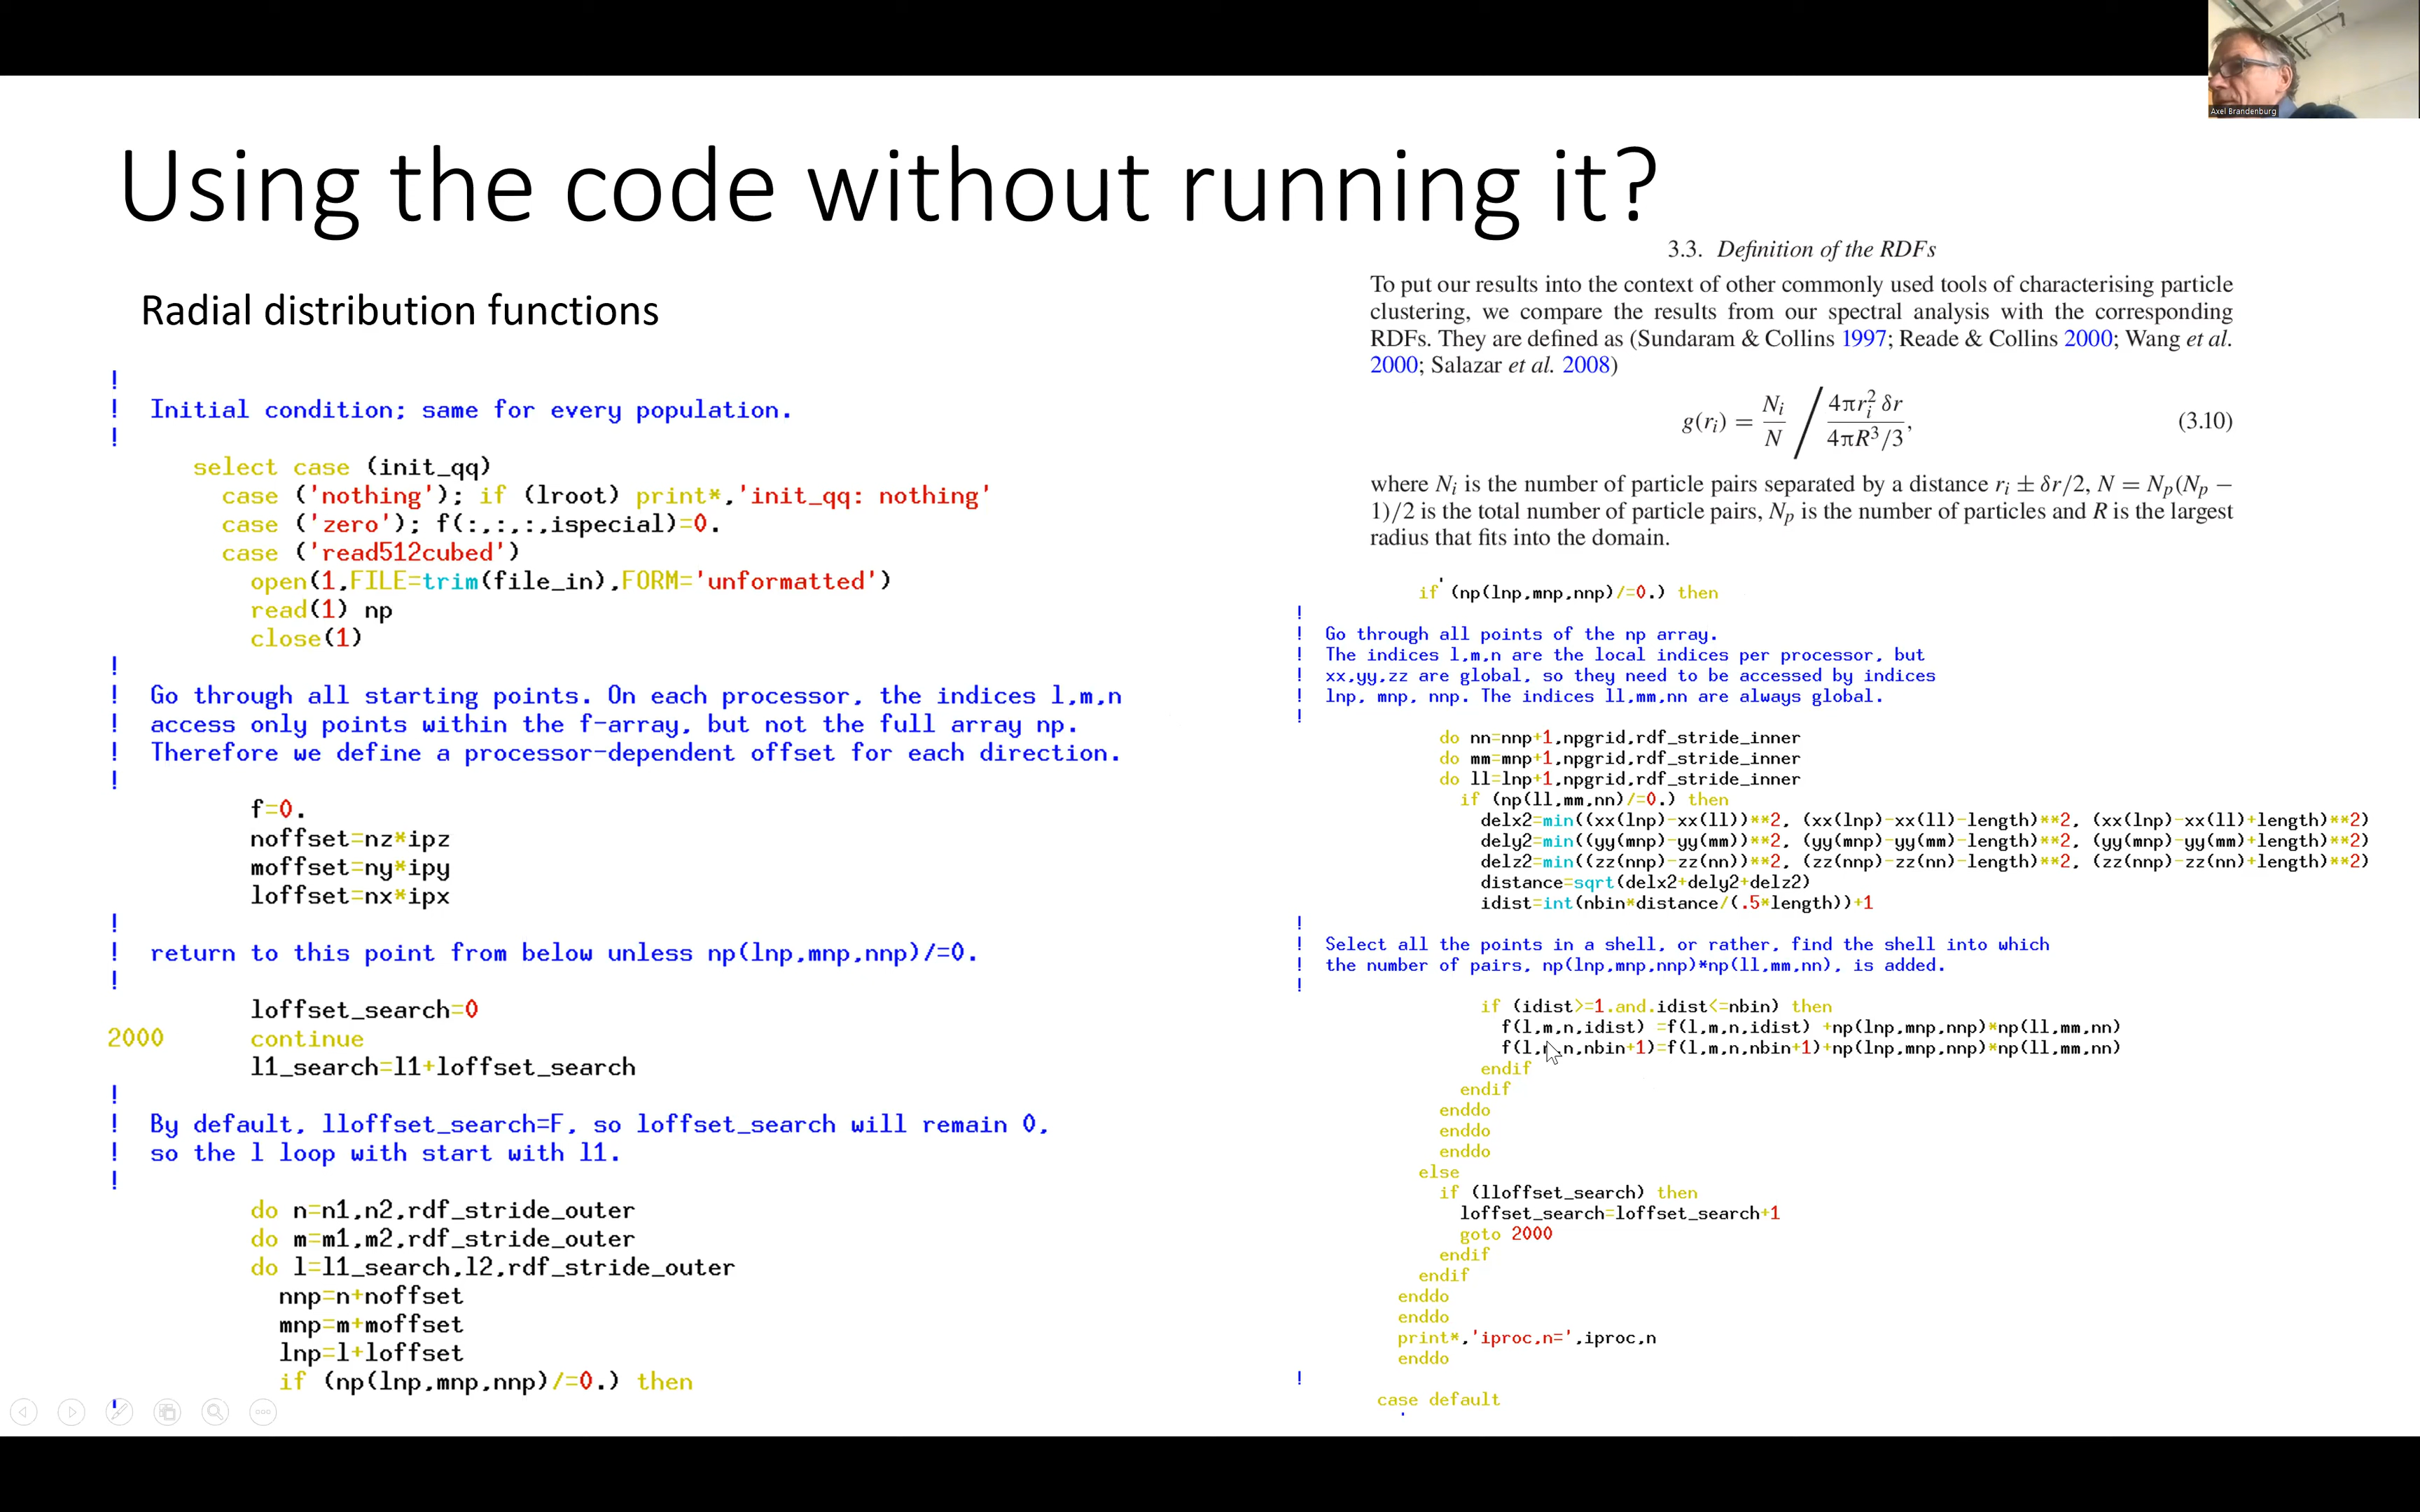 Axel Brandenburg
Using the code without running it?
Radial distribution functions
!
!   Initial condition; same for every population.
!
select case (init_qq)
case ('nothing'); if (lroot) print*,'init_qq: nothing'
case ('zero'); f(:,:,:,ispecial)=0.
case ('read512cubed')
open(1,FILE=trim(file_in),FORM='unformatted')
read(1) np
close(1)
!
!   Go through all starting points. On each processor, the indices l,m,n
!   access only points within the f-array, but not the full array np.
!   Therefore we define a processor-dependent offset for each direction.
!
f=0.
noffset=nz*ipz
moffset=ny*ipy
loffset=nx*ipx
!
!   return to this point from below unless np(lnp,mnp,nnp)/=0.
!
loffset_search=0
2000 continue
l1_search=l1+loffset_search
!
!   By default, lloffset_search=F, so loffset_search will remain 0,
!   so the l loop with start with l1.
!
do n=n1,n2,rdf_stride_outer
do m=m1,m2,rdf_stride_outer
do l=l1_search,l2,rdf_stride_outer
nnp=n+noffset
mnp=m+moffset
lnp=l+loffset
if (np(lnp,mnp,nnp)/=0.) then
3.3. Definition of the RDFs
To put our results into the context of other commonly used tools of characterising particle
clustering, we compare the results from our spectral analysis with the corresponding
RDFs. They are defined as (Sundaram & Collins 1997; Reade & Collins 2000; Wang et al.
2000; Salazar et al. 2008)
g(r_i) = N_i/N / (4πr_i^2 δr)/(4πR^3/3), (3.10)
where N_i is the number of particle pairs separated by a distance r_i ± δr/2, N = N_p(N_p −
1)/2 is the total number of particle pairs, N_p is the number of particles and R is the largest
radius that fits into the domain.
if (np(lnp,mnp,nnp)/=0.) then
!
!  Go through all points of the np array.
!  The indices l,m,n are the local indices per processor, but
!  xx,yy,zz are global, so they need to be accessed by indices
!  lnp, mnp, nnp. The indices ll,mm,nn are always global.
!
do nn=nnp+1,npgrid,rdf_stride_inner
do mm=mnp+1,npgrid,rdf_stride_inner
do ll=lnp+1,npgrid,rdf_stride_inner
if (np(ll,mm,nn)/=0.) then
delx2=min((xx(lnp)-xx(ll))**2, (xx(lnp)-xx(ll)-length)**2, (xx(lnp)-xx(ll)+length)**2)
dely2=min((yy(mnp)-yy(mm))**2, (yy(mnp)-yy(mm)-length)**2, (yy(mnp)-yy(mm)+length)**2)
delz2=min((zz(nnp)-zz(nn))**2, (zz(nnp)-zz(nn)-length)**2, (zz(nnp)-zz(nn)+length)**2)
distance=sqrt(delx2+dely2+delz2)
idist=int(nbin*distance/(.5*length))+1
!
!  Select all the points in a shell, or rather, find the shell into which
!  the number of pairs, np(lnp,mnp,nnp)*np(ll,mm,nn), is added.
!
if (idist>=1.and.idist<=nbin) then
f(l,m,n,idist) =f(l,m,n,idist) +np(lnp,mnp,nnp)*np(ll,mm,nn)
f(l,m,n,nbin+1)=f(l,m,n,nbin+1)+np(lnp,mnp,nnp)*np(ll,mm,nn)
endif
endif
enddo
enddo
enddo
else
if (lloffset_search) then
loffset_search=loffset_search+1
goto 2000
endif
endif
enddo
enddo
print*,'iproc,n=',iproc,n
enddo
!
case default